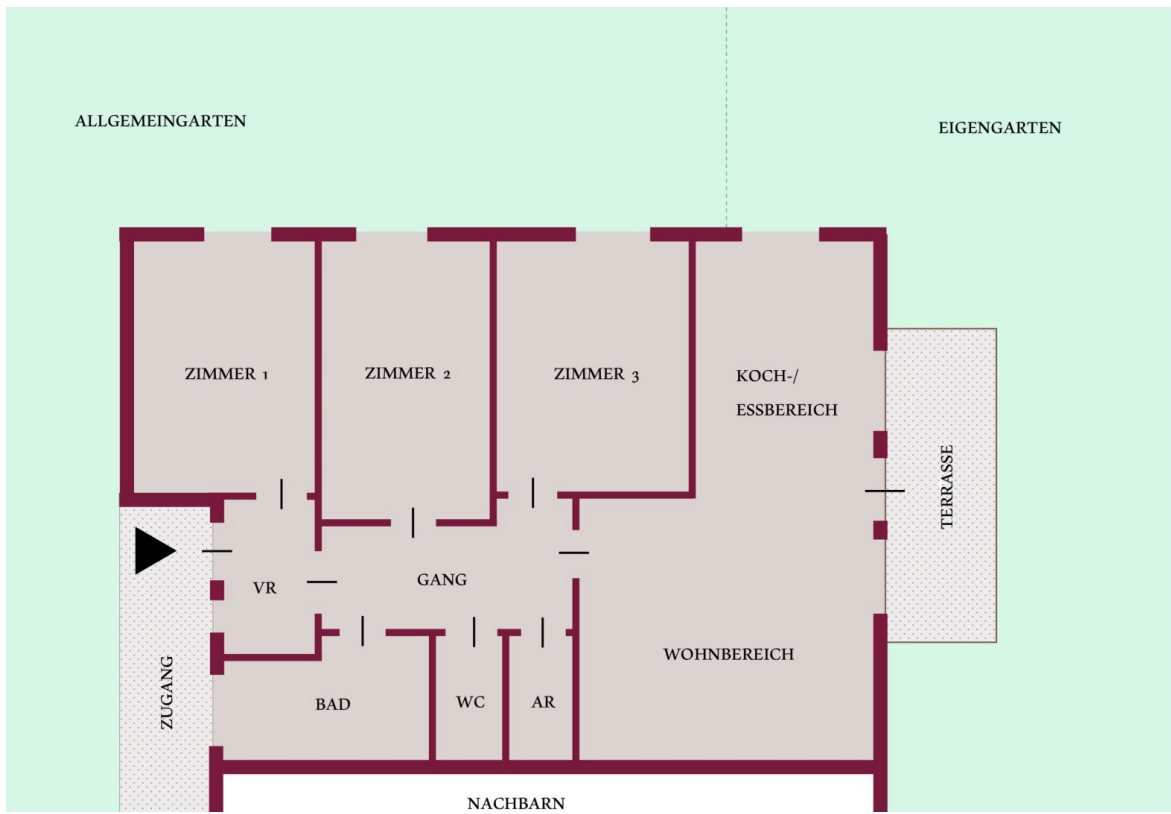 ALLGEMEINGARTEN
EIGENGARTEN
ZIMMER 1
ZIMMER 2
ZIMMER 3
KOCH-/
ESSBEREICH
TERRASSE
VR
GANG
ZUGANG
WOHNBEREICH
BAD
WC
AR
NACHBARN